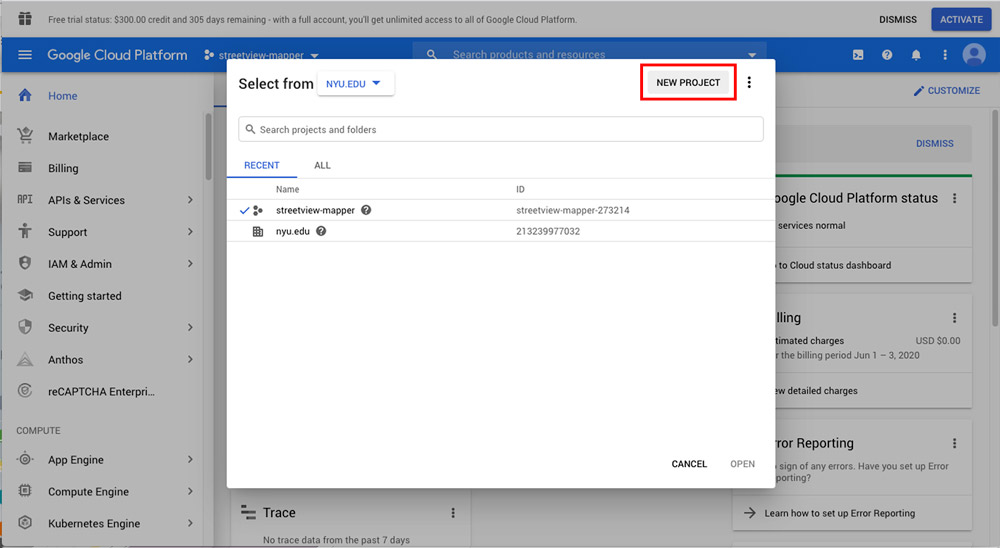 Free trial status: $300.00 credit and 305 days remaining - with a full account, you'll get unlimited access to all of Google Cloud Platform.
DISMISS
ACTIVATE
Google Cloud Platform
streetview-mapper
Search products and resources
Home
Marketplace
Billing
APIs & Services
Support
IAM & Admin
Getting started
Security
Anthos
reCAPTCHA Enterpri...
COMPUTE
App Engine
Compute Engine
Kubernetes Engine
Select from
NYU.EDU
NEW PROJECT
Search projects and folders
RECENT
ALL
Name
ID
streetview-mapper
streetview-mapper-273214
nyu.edu
213239977032
CANCEL
OPEN
CUSTOMIZE
DISMISS
oogle Cloud Platform status
services normal
to Cloud status dashboard
lling
timated charges
USD $0.00
r the billing period Jun 1 – 3, 2020
ew detailed charges
rror Reporting
sign of any errors. Have you set up Error
porting?
Learn how to set up Error Reporting
Trace
No trace data from the past 7 days